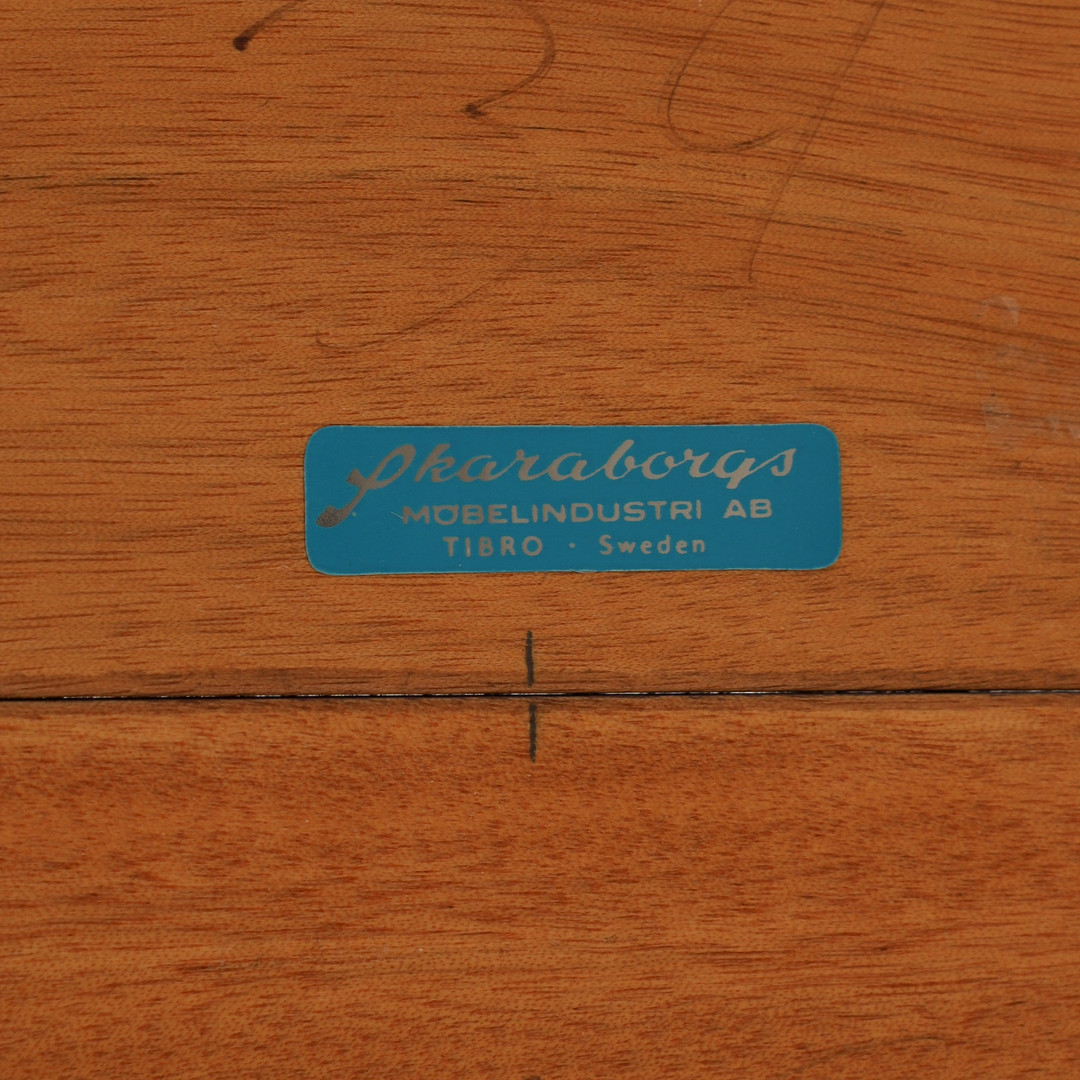 Skaraborgs
MÖBELINDUSTRI AB
TIBRO · Sweden